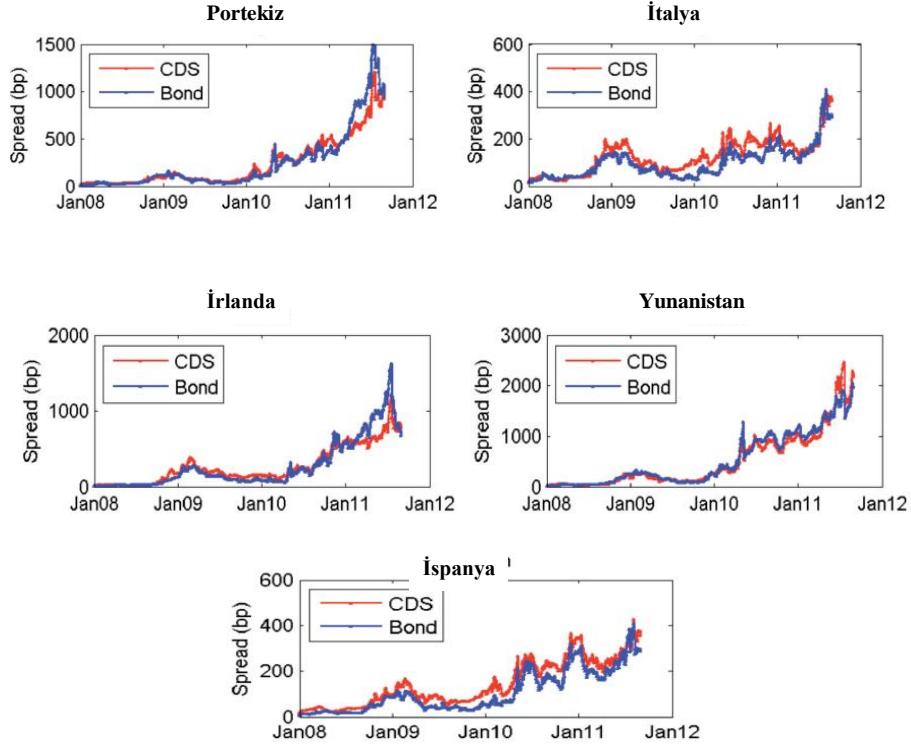 Portekiz
1500
1000
500
0
Spread (bp)
CDS
Bond
Jan08 Jan09 Jan10 Jan11 Jan12
İtalya
600
400
200
0
Spread (bp)
CDS
Bond
Jan08 Jan09 Jan10 Jan11 Jan12
İrlanda
2000
1000
0
Spread (bp)
CDS
Bond
Jan08 Jan09 Jan10 Jan11 Jan12
Yunanistan
3000
2000
1000
0
Spread (bp)
CDS
Bond
Jan08 Jan09 Jan10 Jan11 Jan12
İspanya
600
400
200
0
Spread (bp)
CDS
Bond
Jan08 Jan09 Jan10 Jan11 Jan12